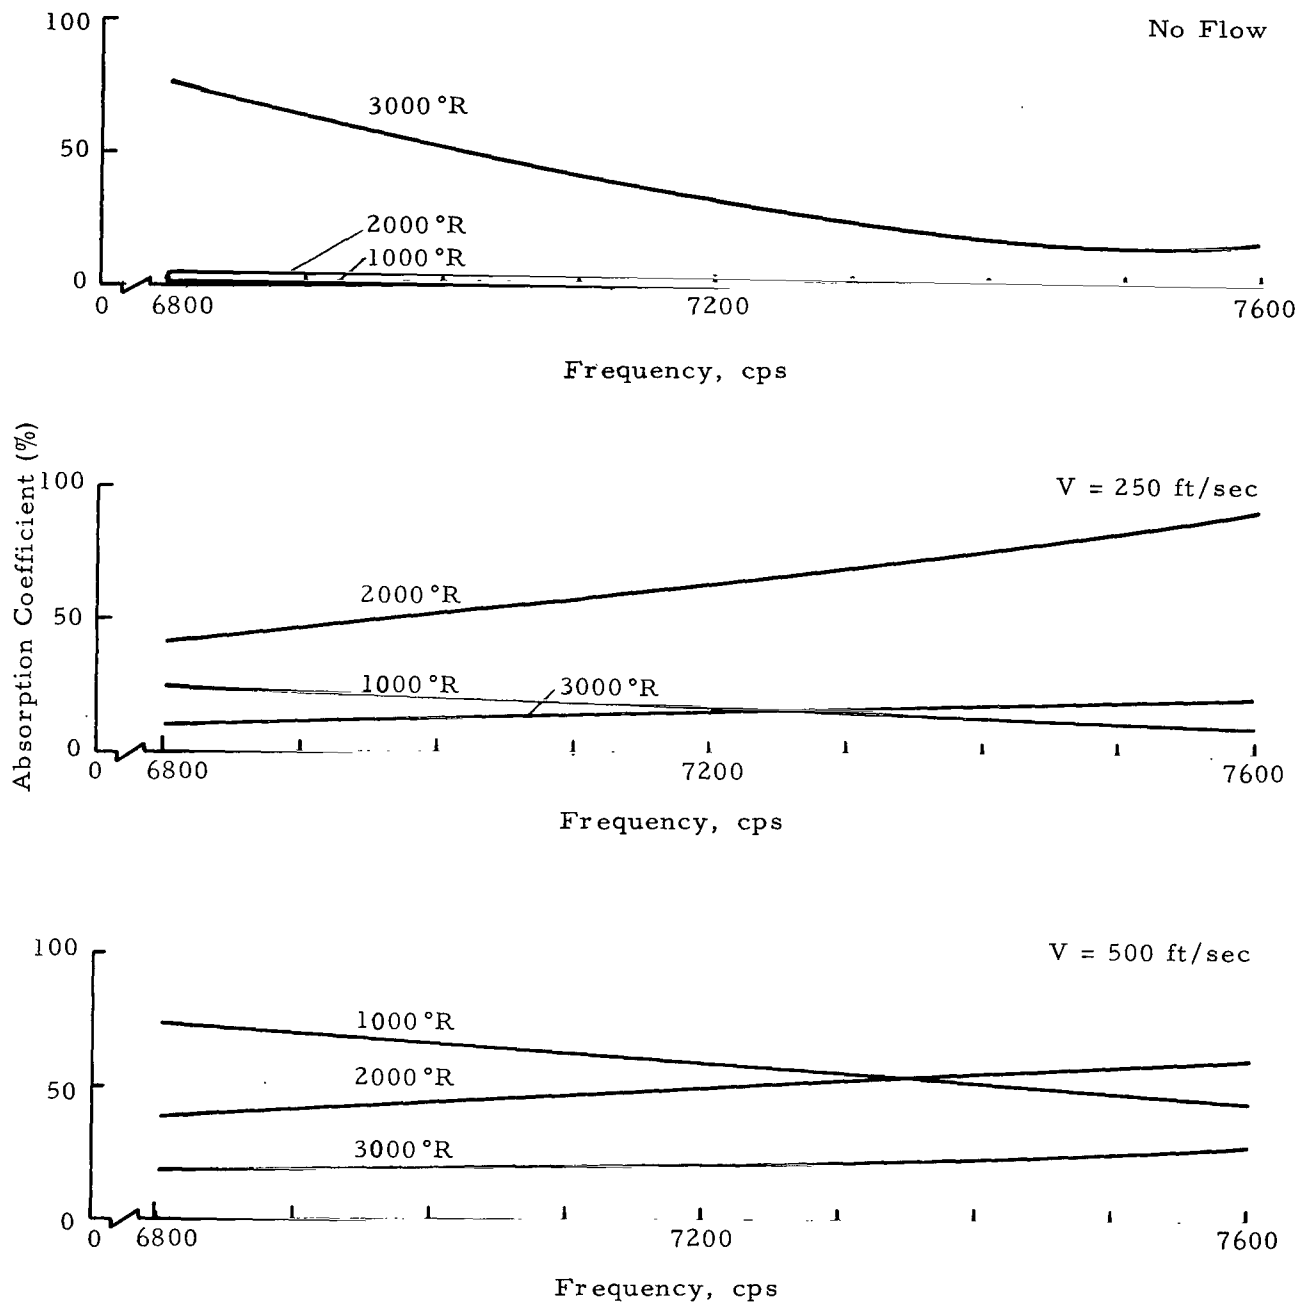 100
No Flow
3000 °R
50
2000 °R
1000 °R
0
0 6800 7200 7600
Frequency, cps
Absorption Coefficient (%)
100
V = 250 ft/sec
2000 °R
50
1000 °R 3000 °R
0
0 6800 7200 7600
Frequency, cps
100
V = 500 ft/sec
1000 °R
50
2000 °R
3000 °R
0
0 6800 7200 7600
Frequency, cps